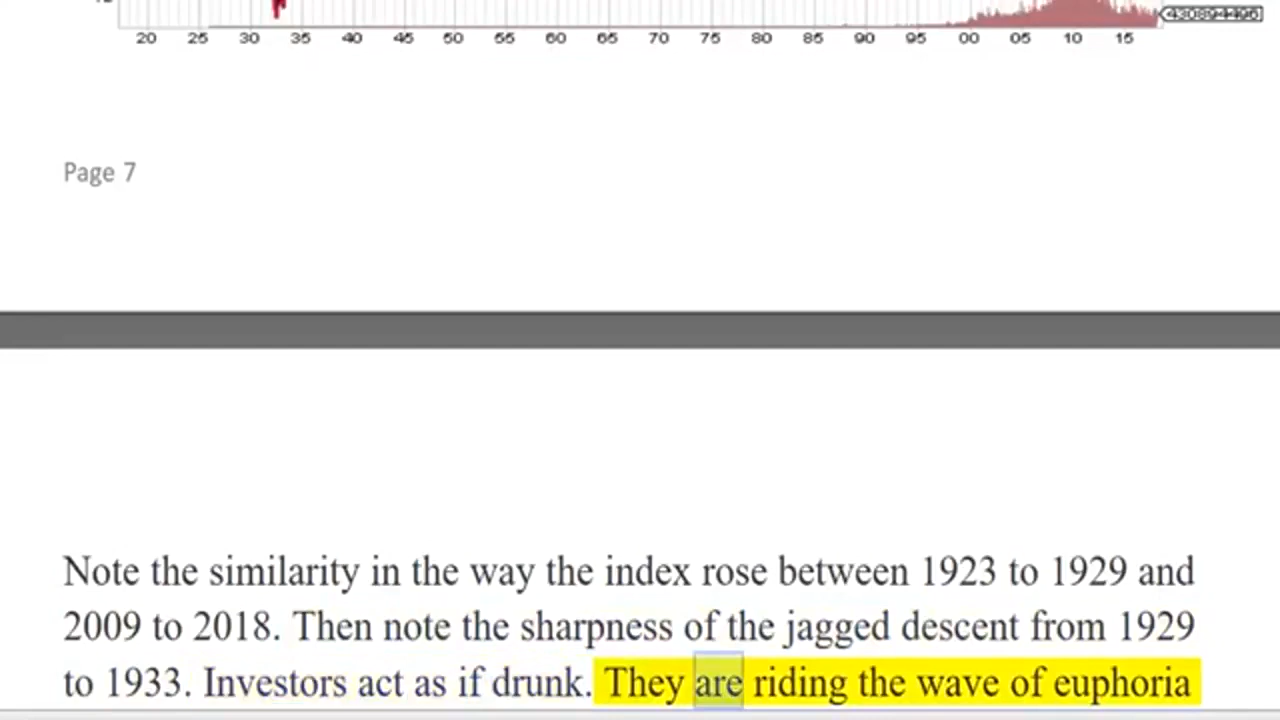 20 25 30 35 40 45 50 55 60 65 70 75 80 85 90 95 00 05 10 15
Page 7
Note the similarity in the way the index rose between 1923 to 1929 and
2009 to 2018. Then note the sharpness of the jagged descent from 1929
to 1933. Investors act as if drunk. They are riding the wave of euphoria